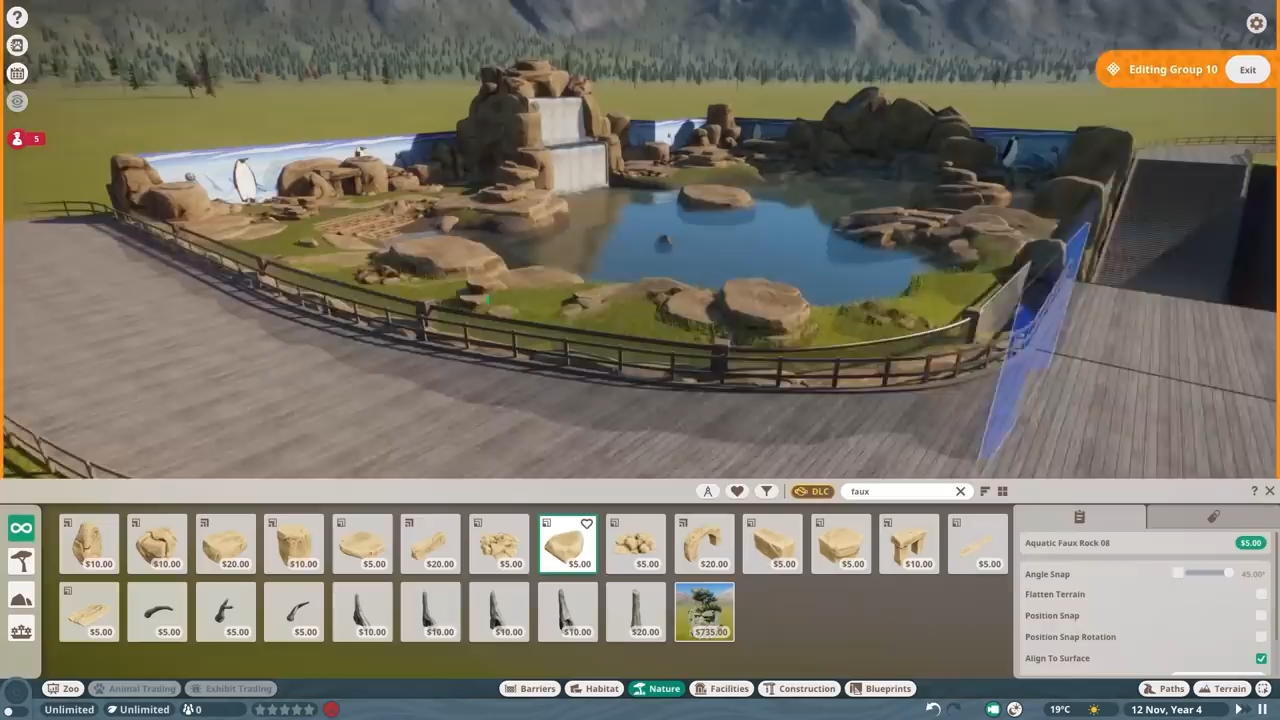 ?
Editing Group 10 Exit
5
DLC faux
?
$10.00 $10.00 $20.00 $10.00 $5.00 $20.00 $5.00 $5.00 $5.00 $20.00 $5.00 $5.00 $10.00 $5.00
$5.00 $5.00 $5.00 $5.00 $10.00 $10.00 $10.00 $10.00 $20.00 $735.00
Aquatic Faux Rock 08 $5.00
Angle Snap 45.00°
Flatten Terrain
Position Snap
Position Snap Rotation
Align To Surface
Zoo Animal Trading Exhibit Trading Barriers Habitat Nature Facilities Construction Blueprints Paths Terrain
Unlimited Unlimited 0 19°C 12 Nov, Year 4